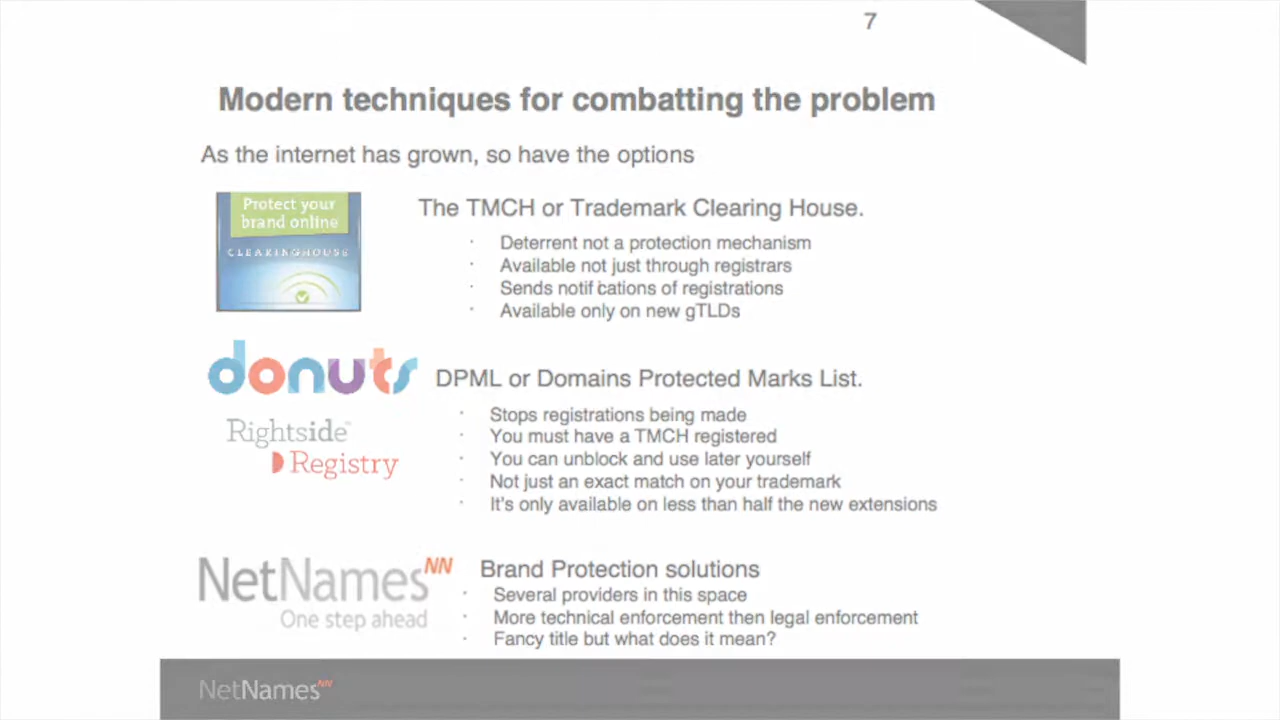 7
Modern techniques for combatting the problem
As the internet has grown, so have the options
Protect your
brand online
CLEARINGHOUSE
The TMCH or Trademark Clearing House.
· Deterrent not a protection mechanism
· Available not just through registrars
· Sends notif cations of registrations
· Available only on new gTLDs
donuts
Rightside™
Registry
DPML or Domains Protected Marks List.
· Stops registrations being made
· You must have a TMCH registered
· You can unblock and use later yourself
· Not just an exact match on your trademark
· It's only available on less than half the new extensions
NetNames NN
One step ahead
Brand Protection solutions
· Several providers in this space
· More technical enforcement then legal enforcement
· Fancy title but what does it mean?
NetNames NN